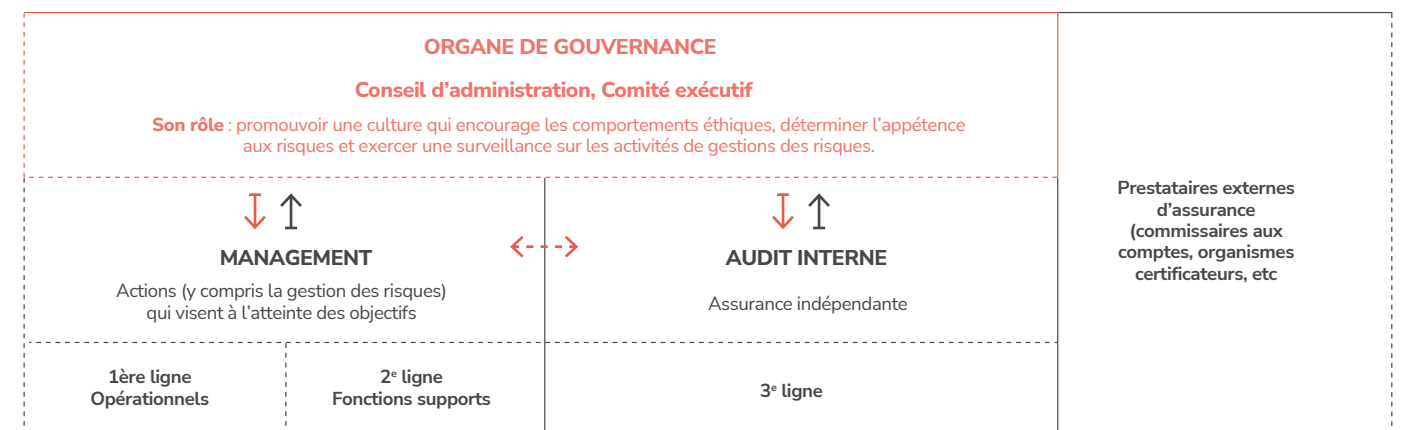 ORGANE DE GOUVERNANCE
Conseil d’administration, Comité exécutif
Son rôle : promouvoir une culture qui encourage les comportements éthiques, déterminer l’appétence
aux risques et exercer une surveillance sur les activités de gestions des risques.
MANAGEMENT
Actions (y compris la gestion des risques)
qui visent à l’atteinte des objectifs
AUDIT INTERNE
Assurance indépendante
1ère ligne
Opérationnels
2e ligne
Fonctions supports
3e ligne
Prestataires externes
d’assurance
(commissaires aux
comptes, organismes
certificateurs, etc